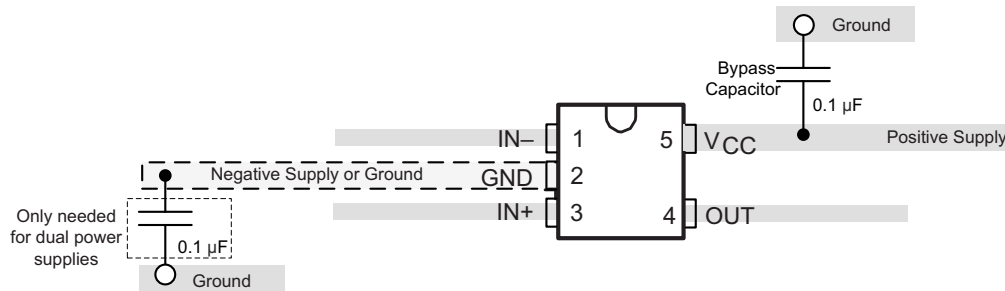 Ground
Bypass
Capacitor
0.1 µF
IN– 1 5 VCC Positive Supply
Negative Supply or Ground GND 2
IN+ 3 4 OUT
Only needed
for dual power
supplies
0.1 µF
Ground